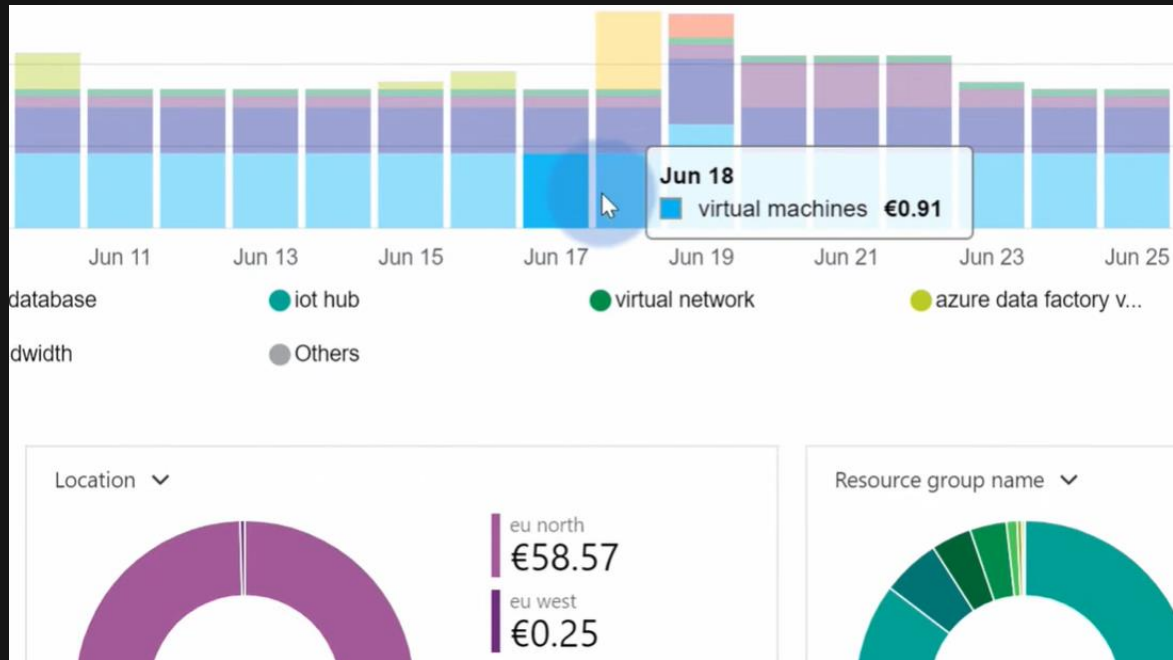 Jun 18
virtual machines €0.91
Jun 11 Jun 13 Jun 15 Jun 17 Jun 19 Jun 21 Jun 23 Jun 25
database iot hub virtual network azure data factory v...
dwidth Others
Location
eu north
€58.57
eu west
€0.25
Resource group name